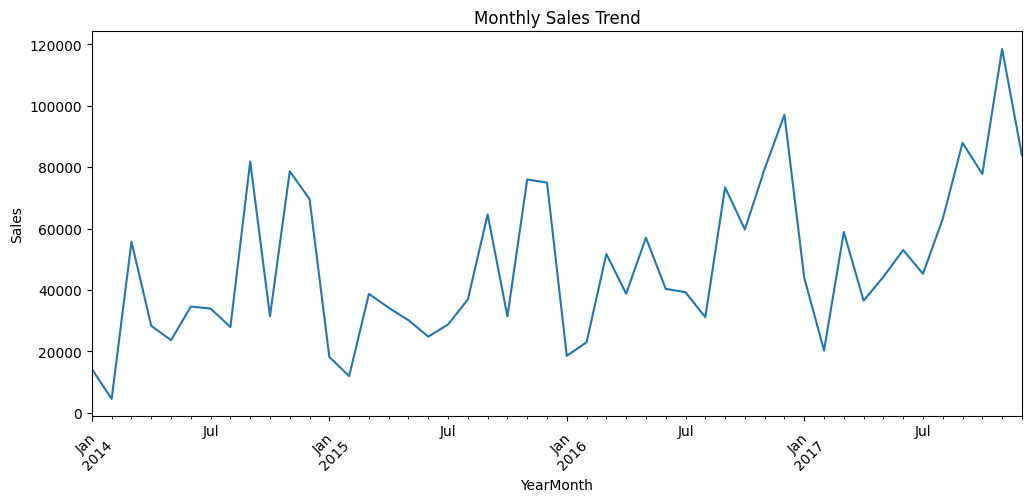 Monthly Sales Trend
120000
100000
80000
60000
40000
20000
0
Sales
Jan
2014
Jul
Jan
2015
Jul
Jan
2016
Jul
Jan
2017
Jul
YearMonth